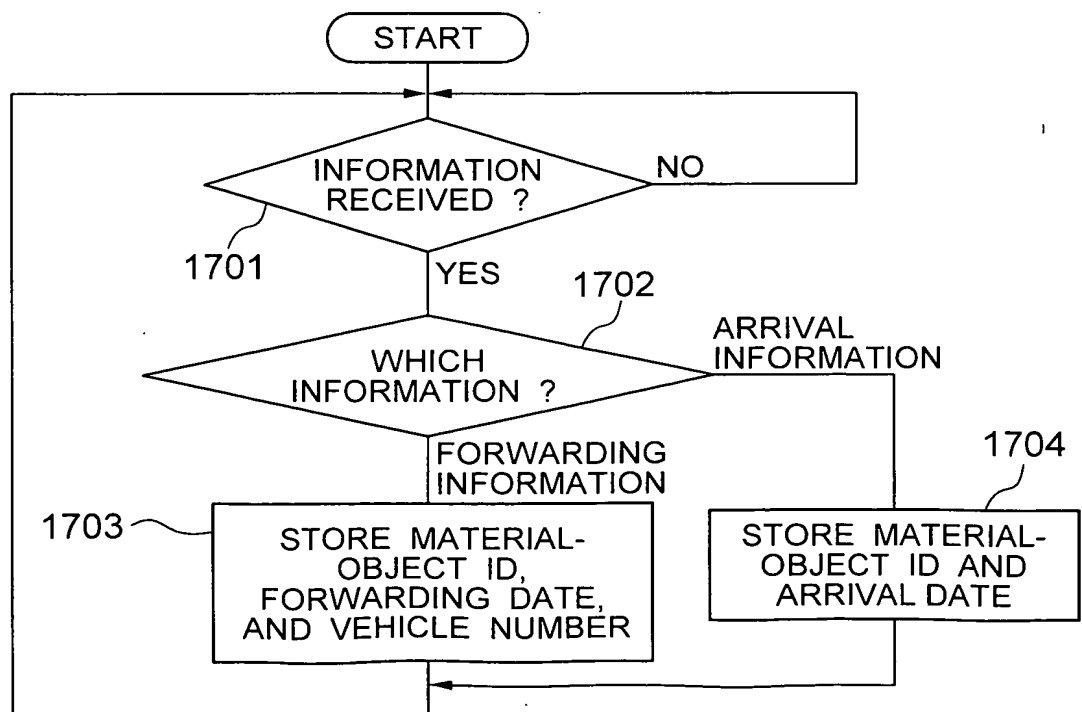 START
INFORMATION
RECEIVED ?
NO
1701
YES
1702
WHICH
INFORMATION ?
ARRIVAL
INFORMATION
FORWARDING
INFORMATION
1703
STORE MATERIAL-
OBJECT ID,
FORWARDING DATE,
AND VEHICLE NUMBER
1704
STORE MATERIAL-
OBJECT ID AND
ARRIVAL DATE